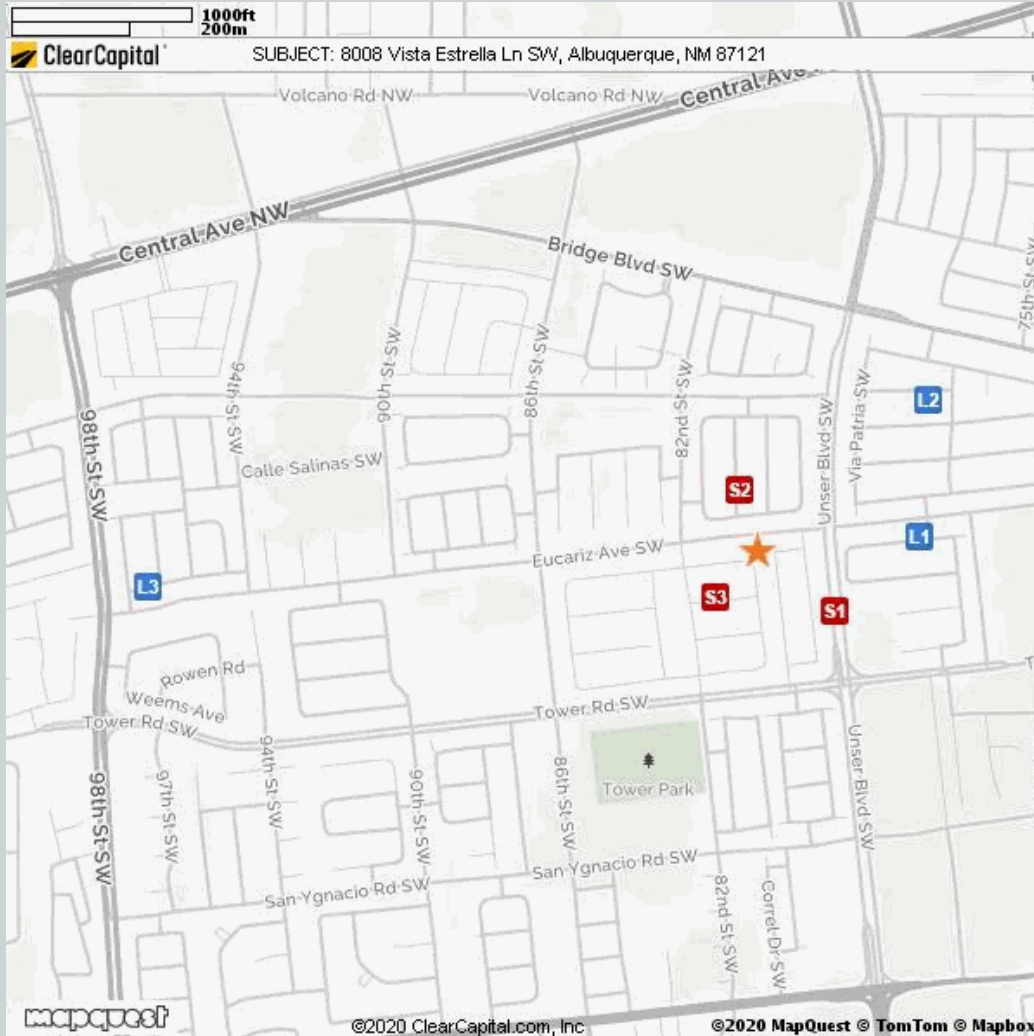 1000ft
200m
ClearCapital
SUBJECT: 8008 Vista Estrella Ln SW, Albuquerque, NM 87121
Volcano Rd NW
Volcano Rd NW
Central Ave
Central Ave NW
Bridge Blvd SW
75th St SW
94th St SW
90th St SW
86th St SW
82nd St SW
Unser Blvd SW
Via Patria SW
L2
98th St SW
Calle Salinas SW
S2
L1
Eucariz Ave SW
L3
S3
S1
Rowen Rd
Weems Ave
Tower Rd SW
Tower Rd SW
98th St SW
97th St SW
94th St SW
90th St SW
86th St SW
Tower Park
Unser Blvd SW
San Ygnacio Rd SW
San Ygnacio Rd SW
82nd St SW
Correl Dr SW
mapquest
©2020 ClearCapital.com, Inc
©2020 MapQuest © TomTom © Mapbo